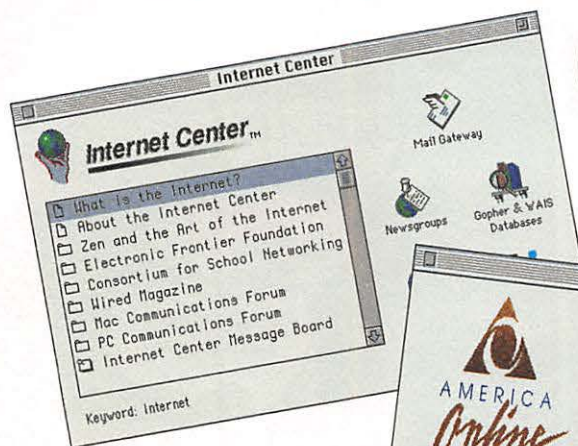 Internet Center
Internet Center™
What is the Internet?
About the Internet Center
Zen and the Art of the Internet
Electronic Frontier Foundation
Consortium for School Networking
Wired Magazine
Mac Communications Forum
PC Communications Forum
Internet Center Message Board
Keyword: Internet
Mail Gateway
Newsgroups
Gopher & WAIS
Databases
AMERICA
Online